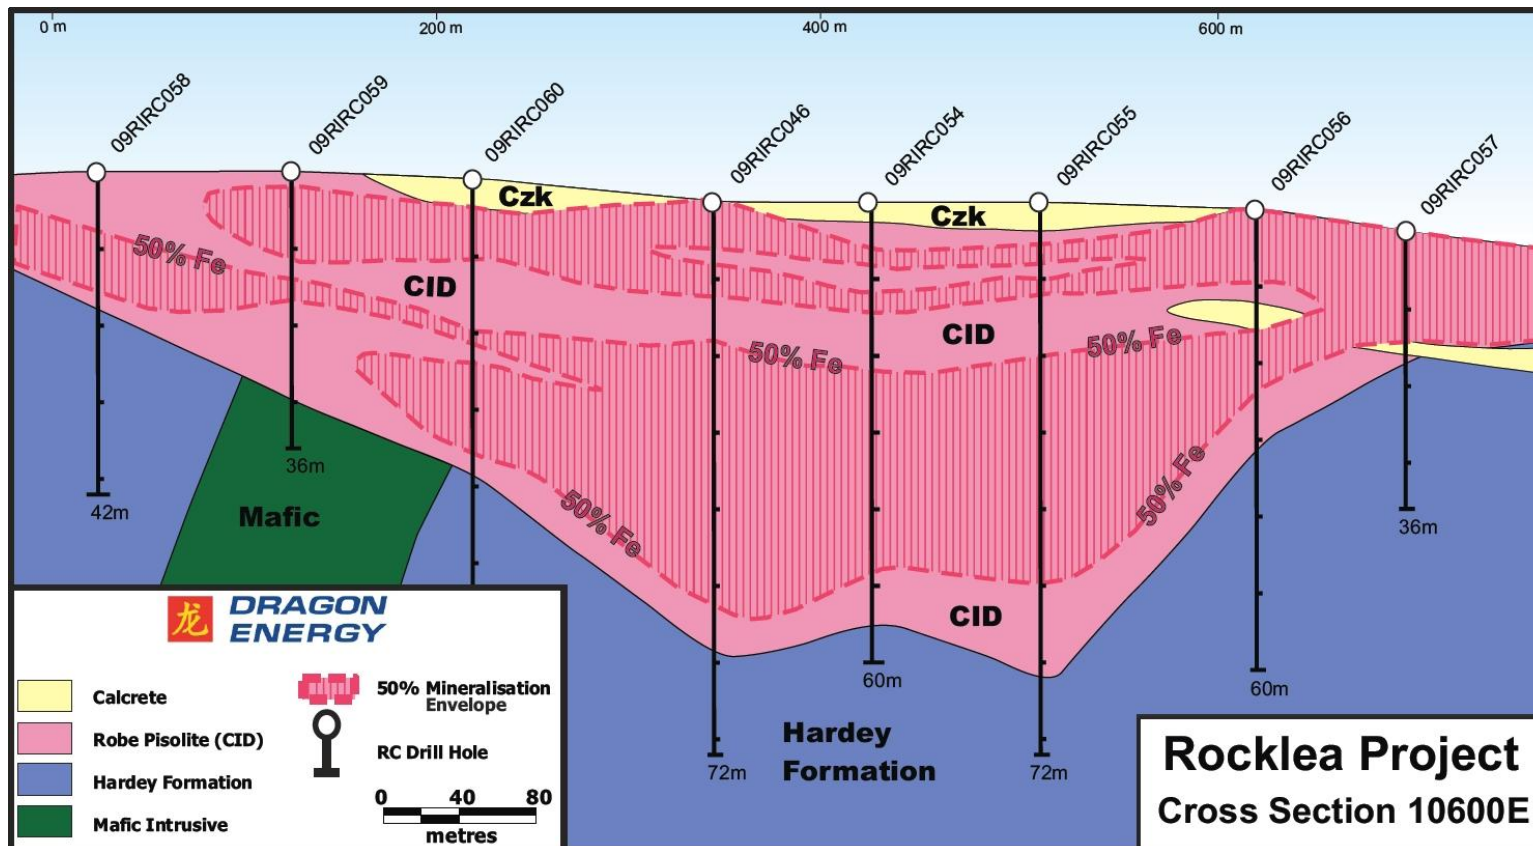 0 m
200 m
400 m
600 m
09RIRC058
09RIRC059
09RIRC060
09RIRC046
09RIRC054
09RIRC055
09RIRC056
09RIRC057
Czk
Czk
50% Fe
CID
CID
50% Fe
50% Fe
36m
42m
Mafic
50% Fe
50% Fe
36m
CID
60m
60m
72m
72m
Hardey
Formation
龙 DRAGON
ENERGY
Calcrete
Robe Pisolite (CID)
Hardey Formation
Mafic Intrusive
50% Mineralisation
Envelope
RC Drill Hole
0 40 80
metres
Rocklea Project
Cross Section 10600E